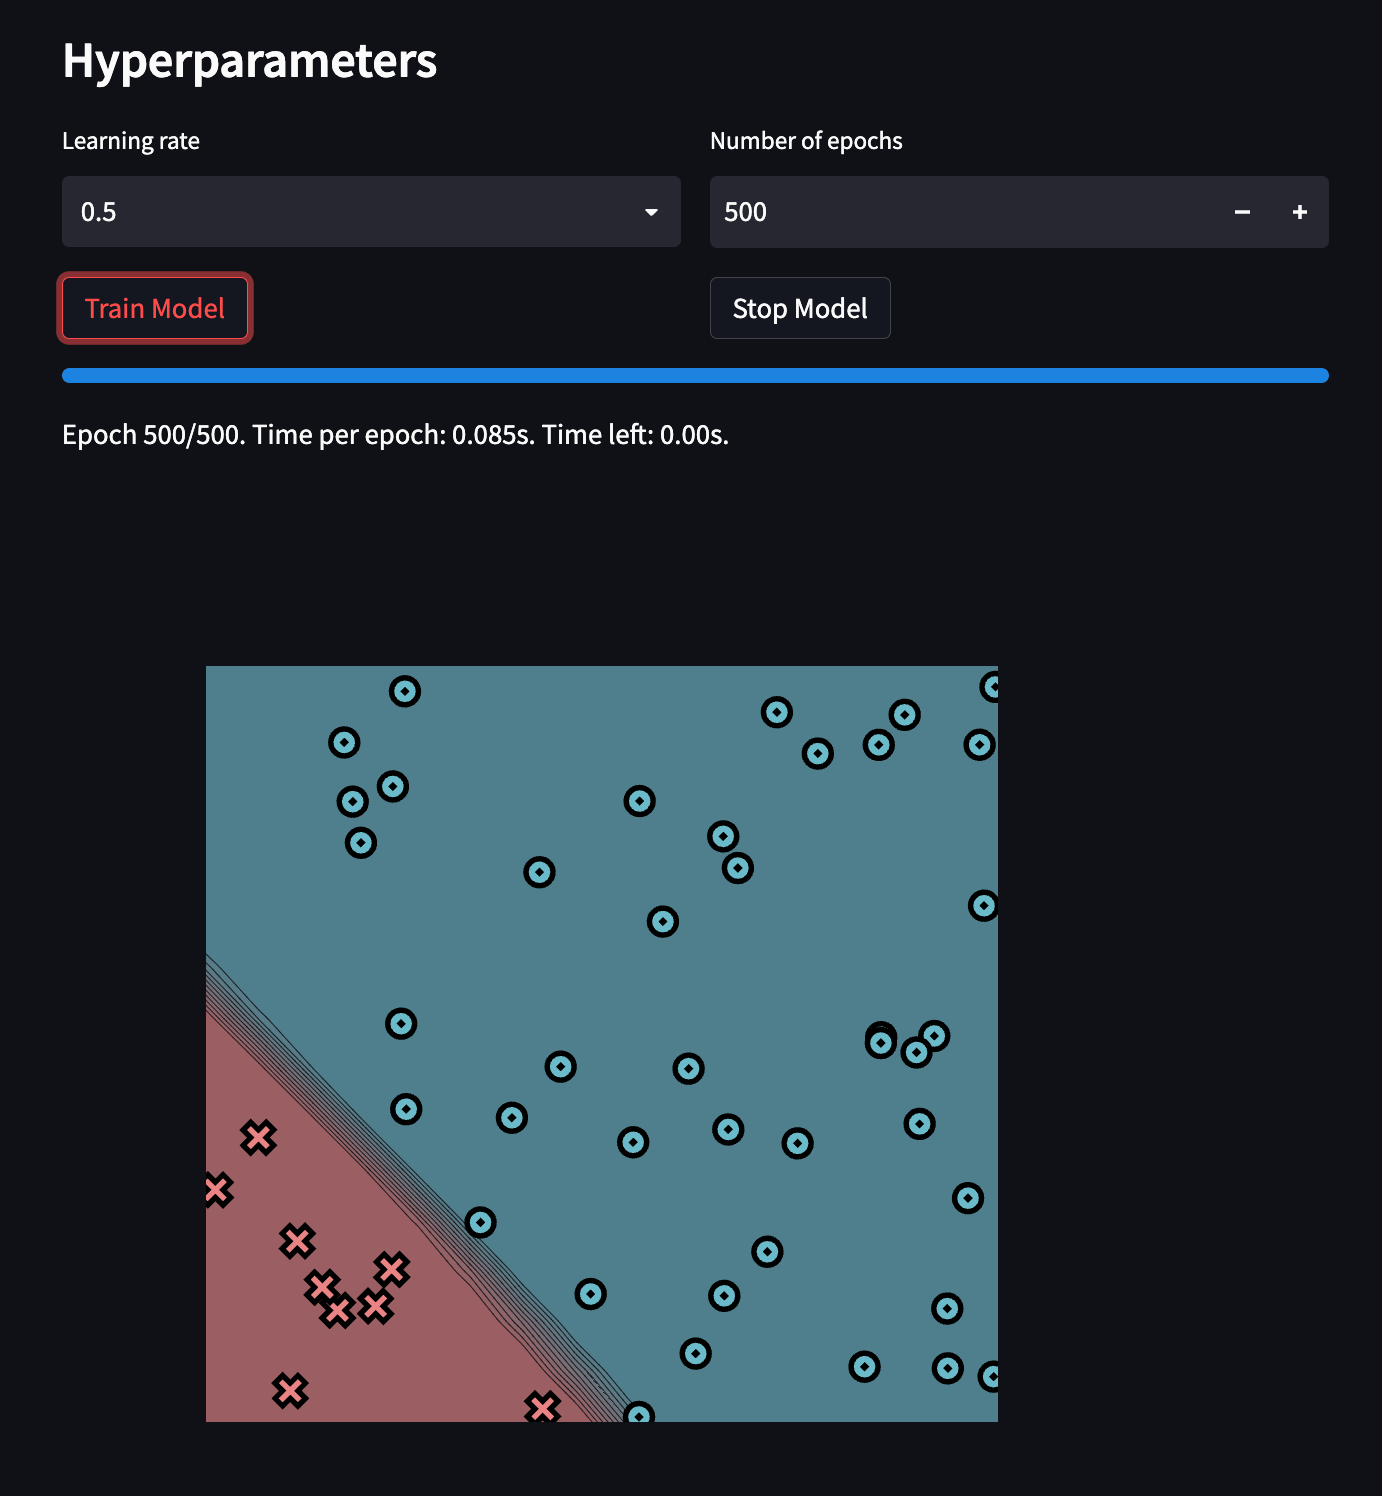 Hyperparameters
Learning rate
Number of epochs
0.5
500
Train Model
Stop Model
Epoch 500/500. Time per epoch: 0.085s. Time left: 0.00s.